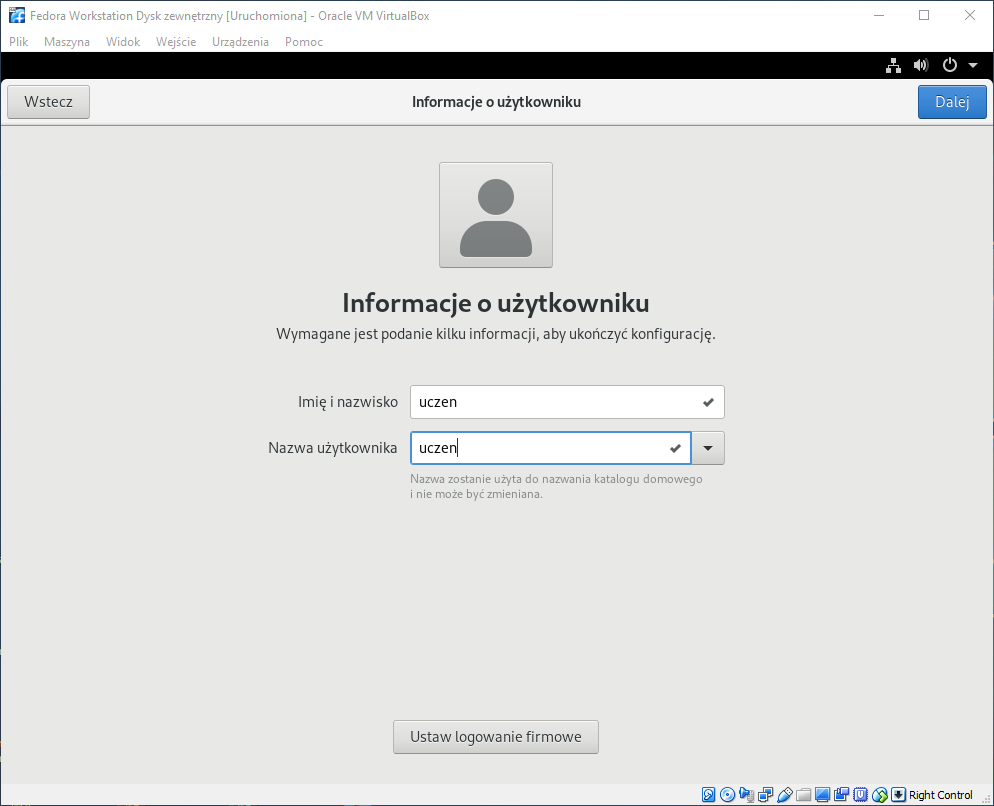 Fedora Workstation Dysk zewnętrzny [Uruchomiona] - Oracle VM VirtualBox
Plik Maszyna Widok Wejście Urządzenia Pomoc
Wstecz Informacje o użytkowniku Dalej
Informacje o użytkowniku
Wymagane jest podanie kilku informacji, aby ukończyć konfigurację.
Imię i nazwisko uczen
Nazwa użytkownika uczen
Nazwa zostanie użyta do nazwania katalogu domowego
i nie może być zmieniana.
Ustaw logowanie firmowe
Right Control